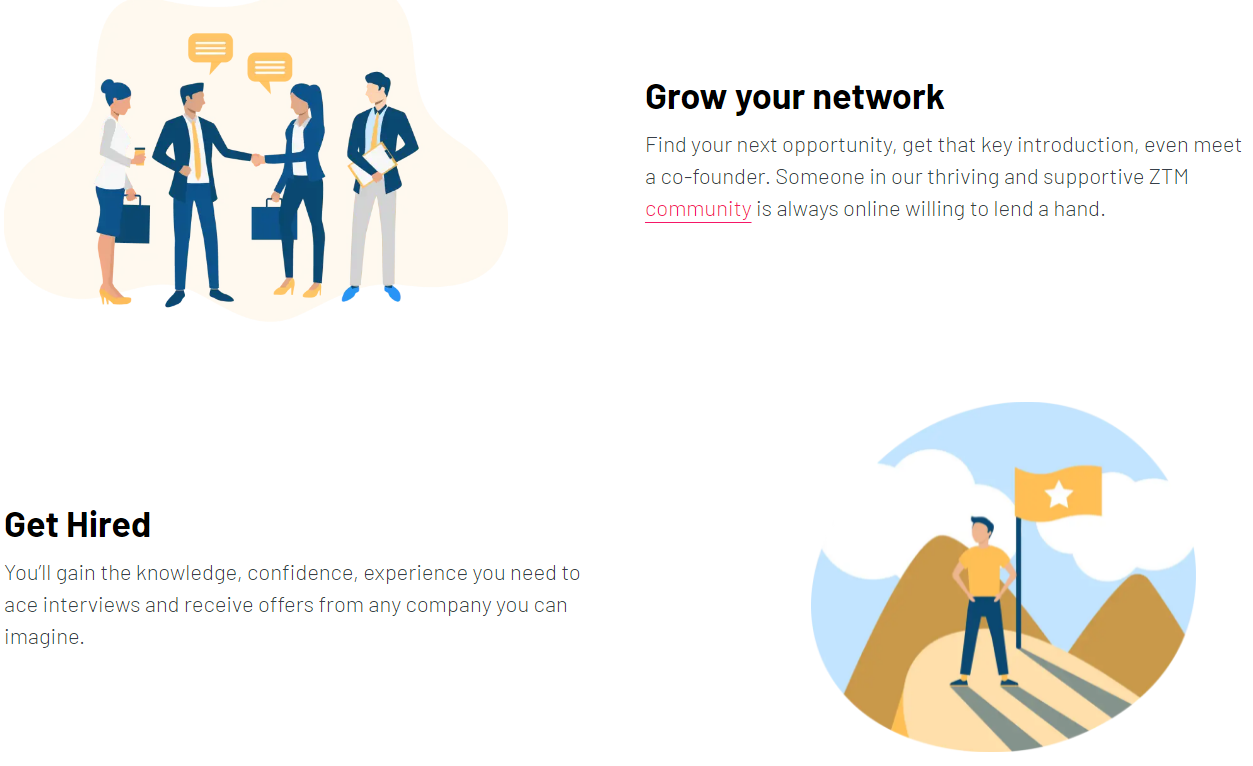 Grow your network
Find your next opportunity, get that key introduction, even meet
a co-founder. Someone in our thriving and supportive ZTM
community is always online willing to lend a hand.
Get Hired
You’ll gain the knowledge, confidence, experience you need to
ace interviews and receive offers from any company you can
imagine.